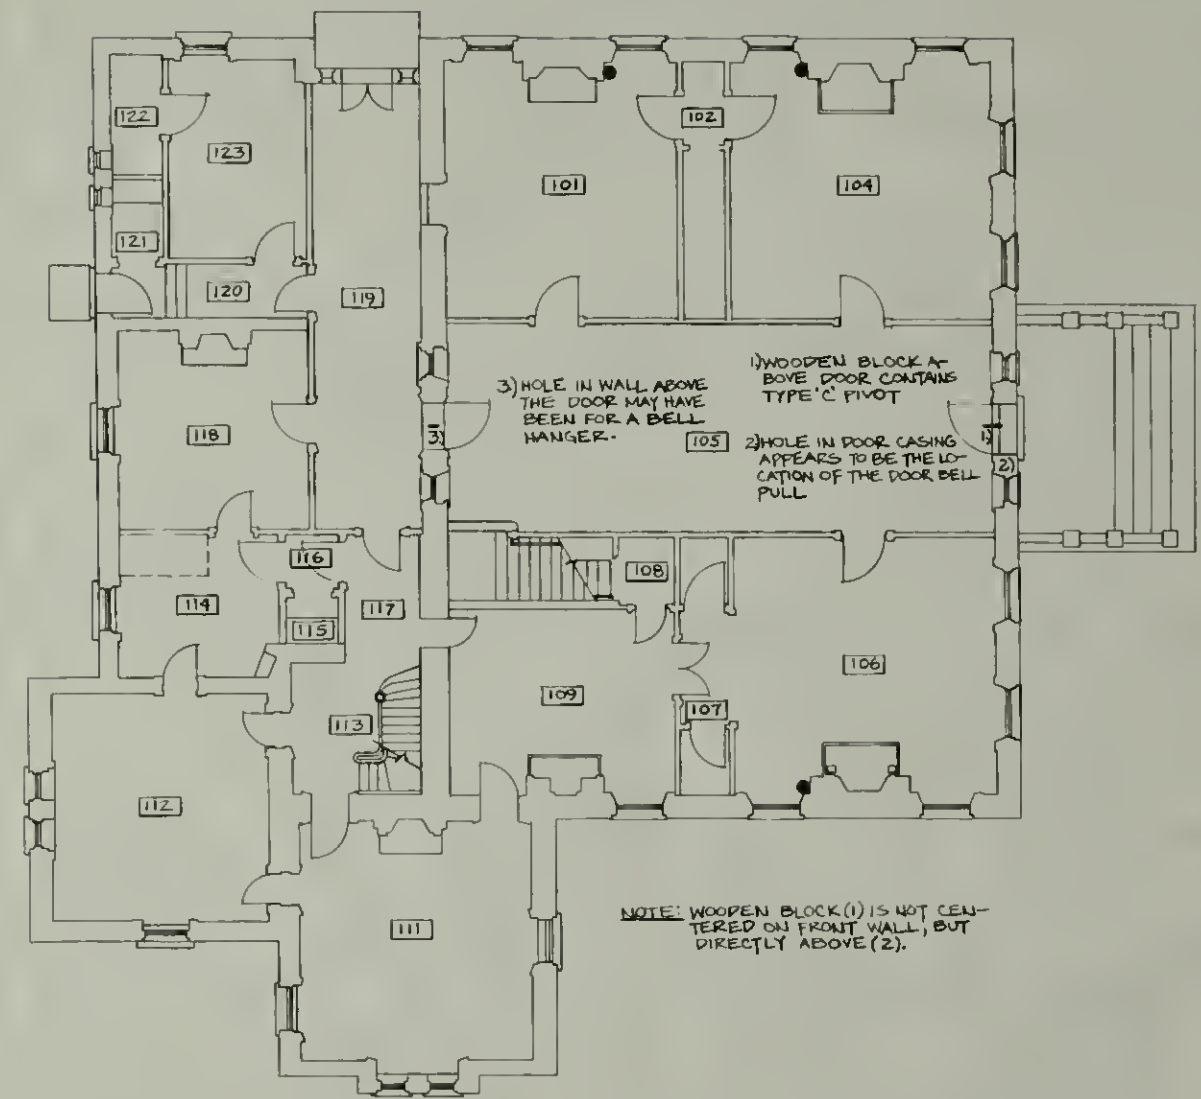 122
123
102
101
104
121
120
119
1) WOODEN BLOCK A-
BOVE DOOR CONTAINS
TYPE 'C' PIVOT
3) HOLE IN WALL ABOVE
THE DOOR MAY HAVE
BEEN FOR A BELL
HANGER.
118
3)
105
1)
2) HOLE IN DOOR CASING
APPEARS TO BE THE LO-
CATION OF THE DOOR BELL
PULL
2)
116
108
114
117
115
106
109
107
113
112
111
NOTE: WOODEN BLOCK (1) IS NOT CEN-
TERED ON FRONT WALL, BUT
DIRECTLY ABOVE (2).